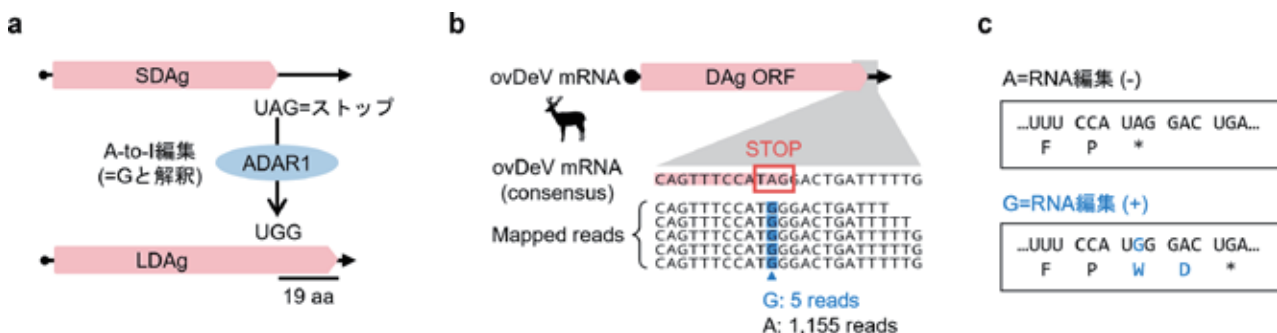 a
SDAg
UAG=ストップ
A-to-I編集
(=Gと解釈)
ADAR1
UGG
LDAg
19 aa
b
ovDeV mRNA
DAg ORF
ovDeV mRNA
(consensus)
STOP
CAGTTTCCATAGGACTGATTTTTG
Mapped reads
CAGTTTCCATGGGACTGATTT
CAGTTTCCATGGGACTGATTTTT
CAGTTTCCATGGGACTGATTTTTG
CAGTTTCCATGGGACTGATTTTTG
CAGTTTCCATGGGACTGATTTTTG
G: 5 reads
A: 1,155 reads
c
A=RNA編集 (-)
...UUU CCA UAG GAC UGA...
F P *
G=RNA編集 (+)
...UUU CCA UGG GAC UGA...
F P W D *